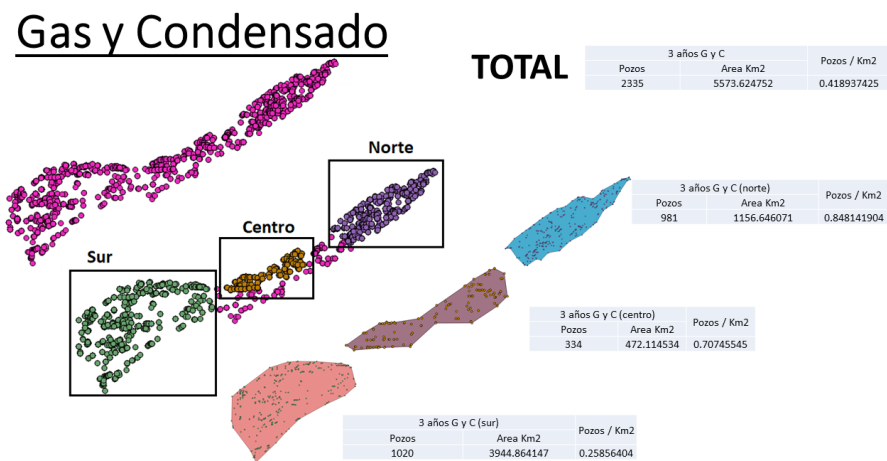 Gas y Condensado
TOTAL
3 años G y C
Pozos / Km2
Pozos Area Km2
2335 5573.624752 0.418937425
Norte
3 años G y C (norte)
Pozos / Km2
Pozos Area Km2
981 1156.646071 0.848141904
Centro
Sur
3 años G y C (centro)
Pozos / Km2
Pozos Area Km2
334 472.114534 0.70745545
3 años G y C (sur)
Pozos / Km2
Pozos Area Km2
1020 3944.864147 0.25856404